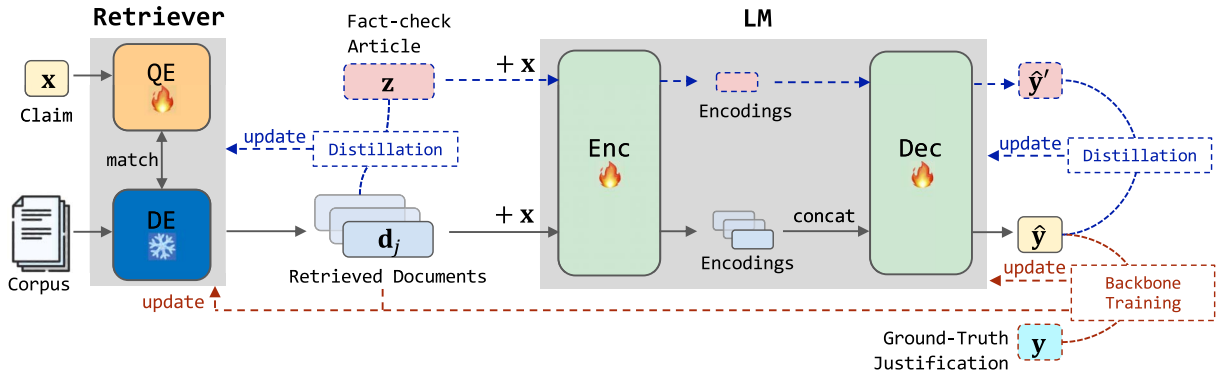 Retriever
LM
Fact-check
Article
x
Claim
QE
z
+ x
Encodings
ŷ′
update
Distillation
match
Enc
Dec
update
Distillation
Corpus
DE
d_j
Retrieved Documents
+ x
Encodings
concat
ŷ
update
update
Backbone
Training
Ground-Truth
Justification
y